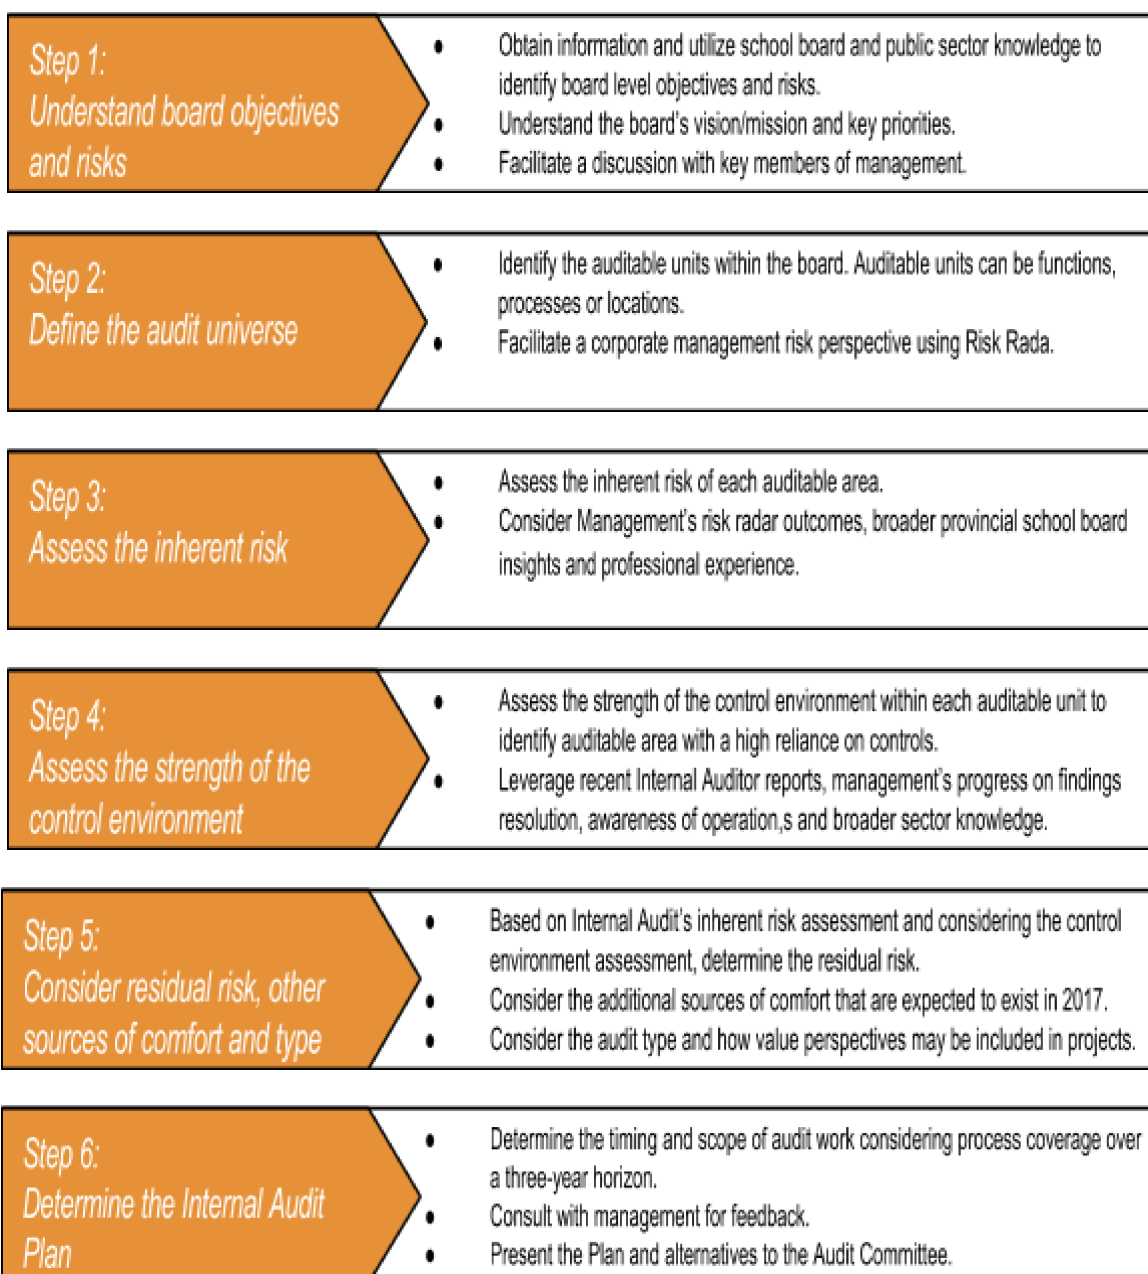 Step 1:
Understand board objectives
and risks
• Obtain information and utilize school board and public sector knowledge to
identify board level objectives and risks.
• Understand the board's vision/mission and key priorities.
• Facilitate a discussion with key members of management.
Step 2:
Define the audit universe
• Identify the auditable units within the board. Auditable units can be functions,
processes or locations.
• Facilitate a corporate management risk perspective using Risk Rada.
Step 3:
Assess the inherent risk
• Assess the inherent risk of each auditable area.
• Consider Management's risk radar outcomes, broader provincial school board
insights and professional experience.
Step 4:
Assess the strength of the
control environment
• Assess the strength of the control environment within each auditable unit to
identify auditable area with a high reliance on controls.
• Leverage recent Internal Auditor reports, management's progress on findings
resolution, awareness of operation,s and broader sector knowledge.
Step 5:
Consider residual risk, other
sources of comfort and type
• Based on Internal Audit's inherent risk assessment and considering the control
environment assessment, determine the residual risk.
• Consider the additional sources of comfort that are expected to exist in 2017.
• Consider the audit type and how value perspectives may be included in projects.
Step 6:
Determine the Internal Audit
Plan
• Determine the timing and scope of audit work considering process coverage over
a three-year horizon.
• Consult with management for feedback.
• Present the Plan and alternatives to the Audit Committee.